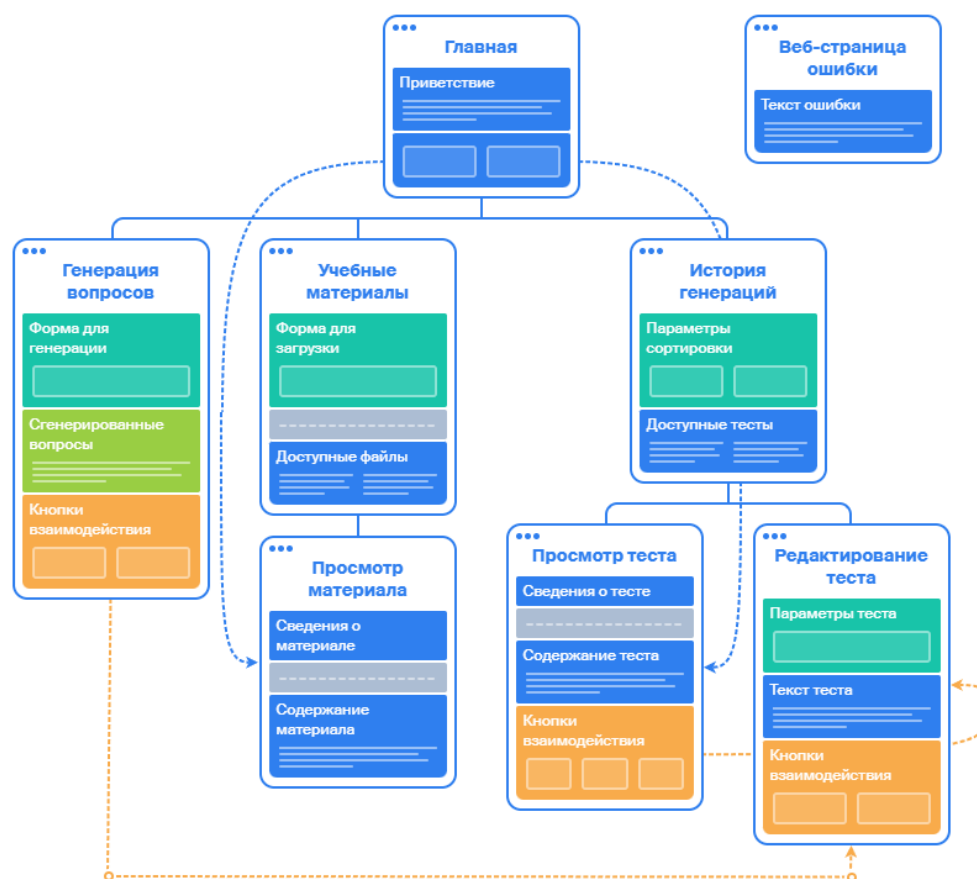 Главная
Приветствие
Веб-страница
ошибки
Текст ошибки
Генерация
вопросов
Форма для
генерации
Сгенерированные
вопросы
Кнопки
взаимодействия
Учебные
материалы
Форма для
загрузки
Доступные файлы
История
генераций
Параметры
сортировки
Доступные тесты
Просмотр
материала
Сведения о
материале
Содержание
материала
Просмотр теста
Сведения о тесте
Содержание теста
Кнопки
взаимодействия
Редактирование
теста
Параметры теста
Текст теста
Кнопки
взаимодействия